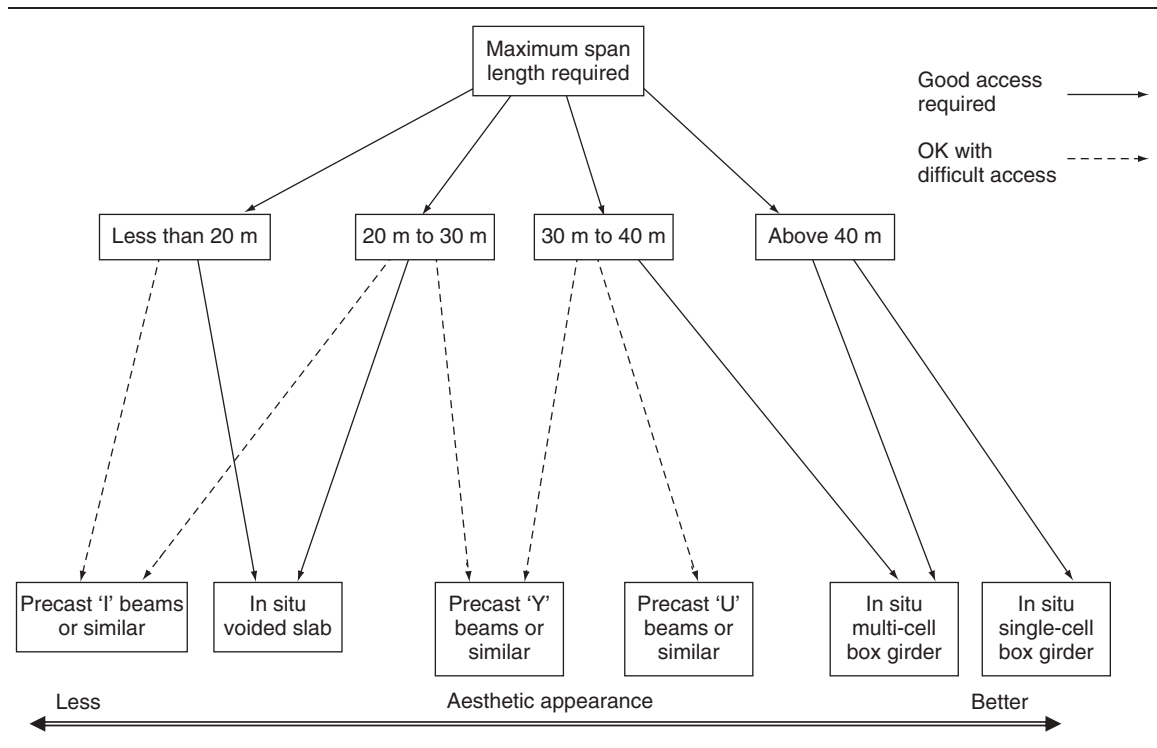 Maximum span
length required
Good access
required
OK with
difficult access
Less than 20 m
20 m to 30 m
30 m to 40 m
Above 40 m
Precast ‘I’ beams
or similar
In situ
voided slab
Precast ‘Y’
beams or
similar
Precast ‘U’
beams or
similar
In situ
multi-cell
box girder
In situ
single-cell
box girder
Less
Aesthetic appearance
Better